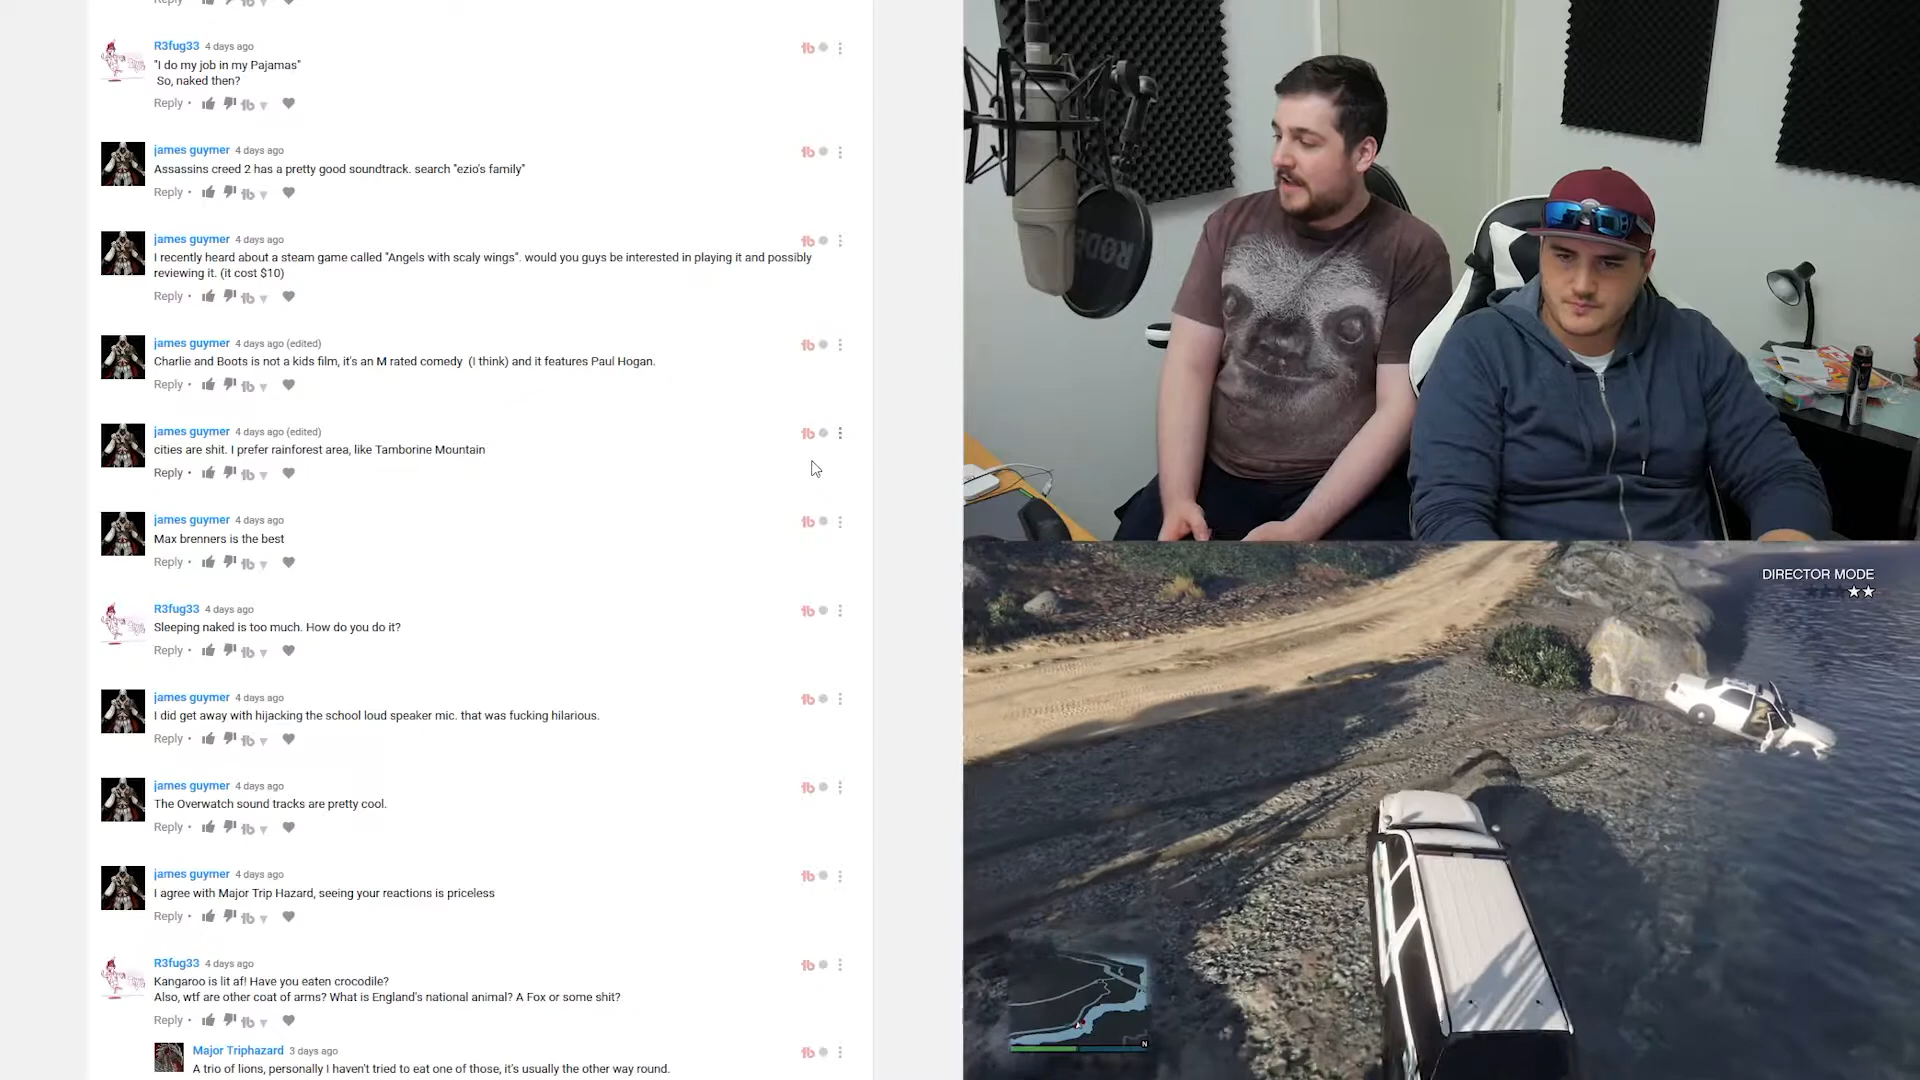 Reply
R3fug33 4 days ago
"I do my job in my Pajamas"
So, naked then?
Reply •
james guymer 4 days ago
Assassins creed 2 has a pretty good soundtrack. search "ezio's family"
Reply •
james guymer 4 days ago
I recently heard about a steam game called "Angels with scaly wings". would you guys be interested in playing it and possibly
reviewing it. (it cost $10)
Reply •
james guymer 4 days ago (edited)
Charlie and Boots is not a kids film, it's an M rated comedy (I think) and it features Paul Hogan.
Reply •
james guymer 4 days ago (edited)
cities are shit. I prefer rainforest area, like Tamborine Mountain
Reply •
james guymer 4 days ago
Max brenners is the best
Reply •
R3fug33 4 days ago
Sleeping naked is too much. How do you do it?
Reply •
james guymer 4 days ago
I did get away with hijacking the school loud speaker mic. that was fucking hilarious.
Reply •
james guymer 4 days ago
The Overwatch sound tracks are pretty cool.
Reply •
james guymer 4 days ago
I agree with Major Trip Hazard, seeing your reactions is priceless
Reply •
R3fug33 4 days ago
Kangaroo is lit af! Have you eaten crocodile?
Also, wtf are other coat of arms? What is England's national animal? A Fox or some shit?
Reply •
Major Triphazard 3 days ago
A trio of lions, personally I haven't tried to eat one of those, it's usually the other way round.
RØDE
DIRECTOR MODE
N